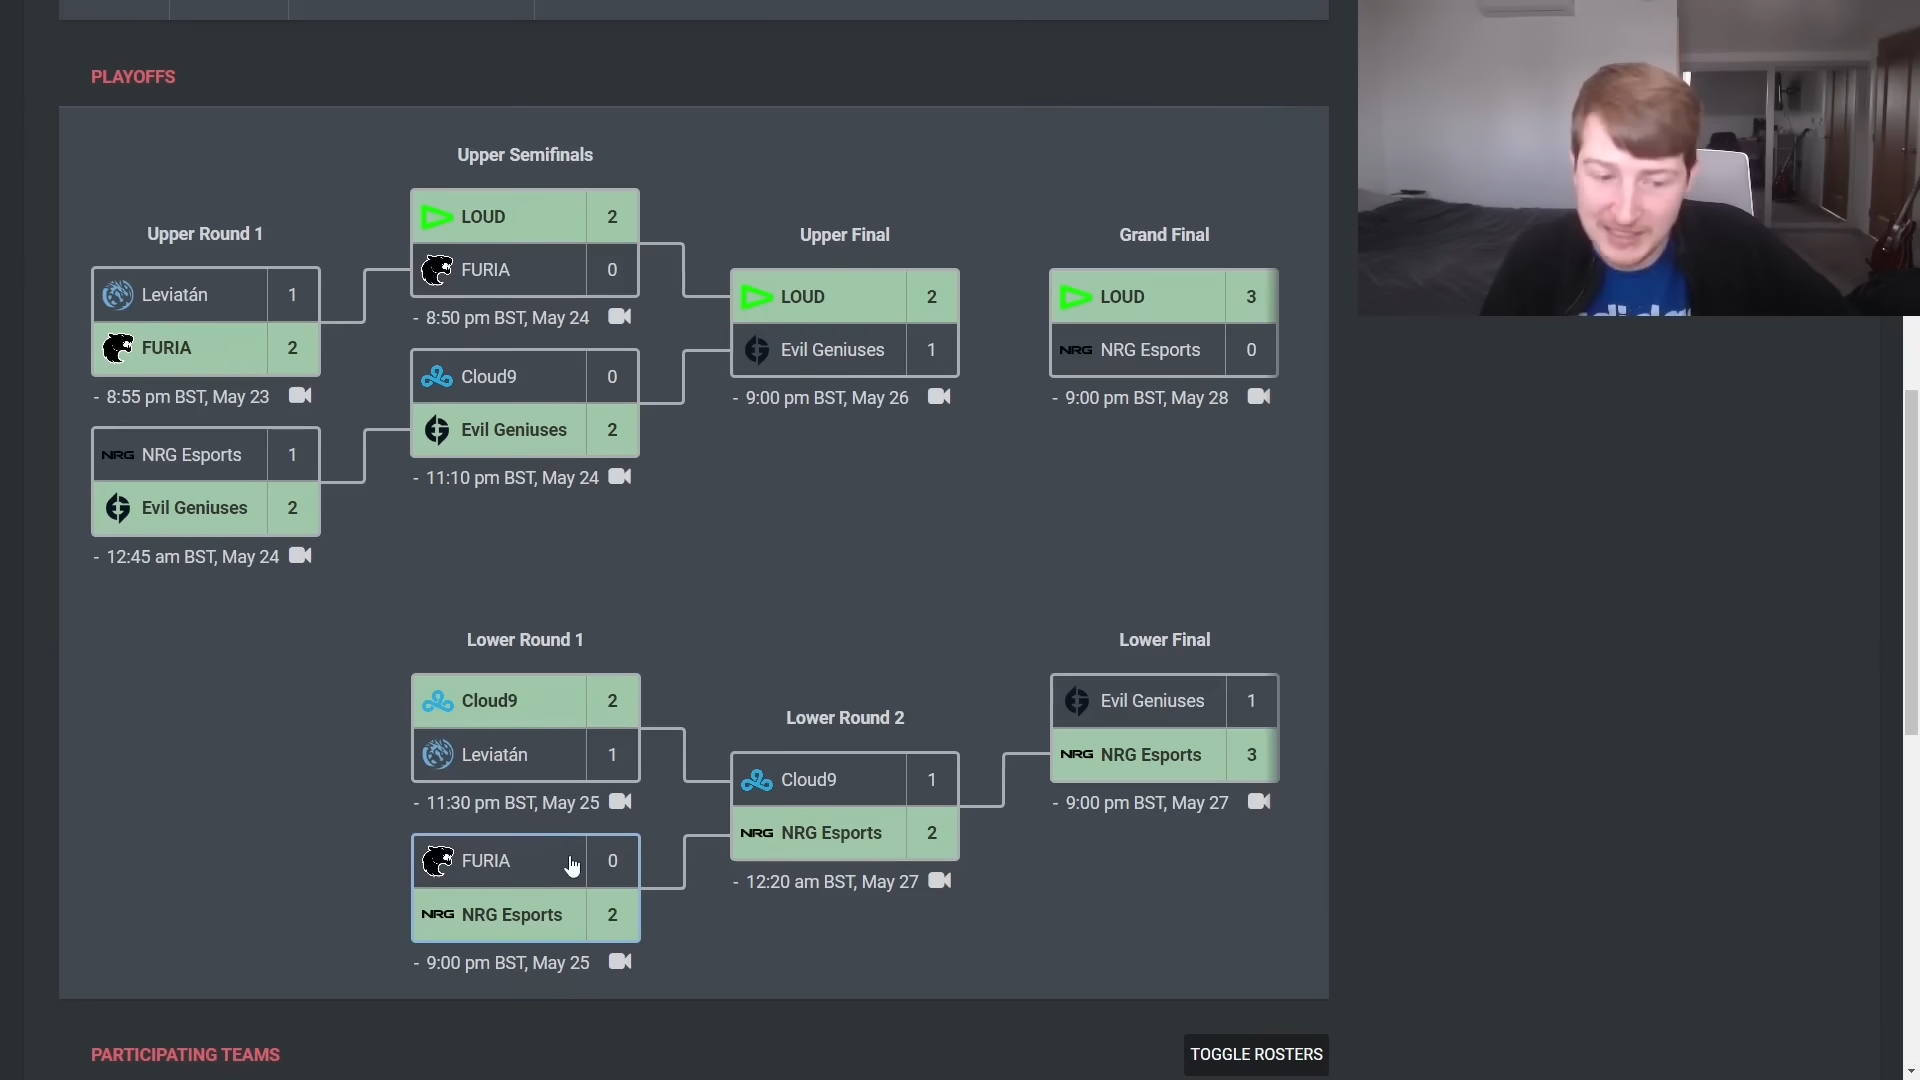 PLAYOFFS
Upper Semifinals
LOUD 2
FURIA 0
- 8:50 pm BST, May 24
Cloud9 0
Evil Geniuses 2
- 11:10 pm BST, May 24
Upper Round 1
Leviatán 1
FURIA 2
- 8:55 pm BST, May 23
NRG NRG Esports 1
Evil Geniuses 2
- 12:45 am BST, May 24
Upper Final
LOUD 2
Evil Geniuses 1
- 9:00 pm BST, May 26
Grand Final
LOUD 3
NRG NRG Esports 0
- 9:00 pm BST, May 28
Lower Round 1
Cloud9 2
Leviatán 1
- 11:30 pm BST, May 25
FURIA 0
NRG NRG Esports 2
- 9:00 pm BST, May 25
Lower Round 2
Cloud9 1
NRG NRG Esports 2
- 12:20 am BST, May 27
Lower Final
Evil Geniuses 1
NRG NRG Esports 3
- 9:00 pm BST, May 27
PARTICIPATING TEAMS
TOGGLE ROSTERS